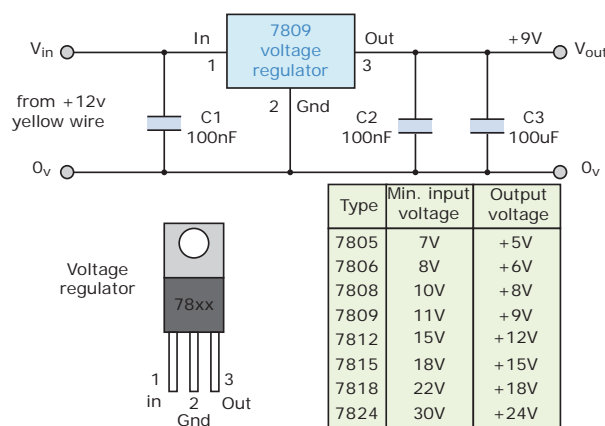 7809
voltage
regulator
In
Out
1
3
2
Gnd
Vin
+9V
Vout
from +12v
yellow wire
C1
100nF
C2
100nF
C3
100uF
0v
0v
Voltage
regulator
78xx
1
2
3
in
Gnd
Out
Type
Min. input
voltage
Output
voltage
7805 7V +5V
7806 8V +6V
7808 10V +8V
7809 11V +9V
7812 15V +12V
7815 18V +15V
7818 22V +18V
7824 30V +24V